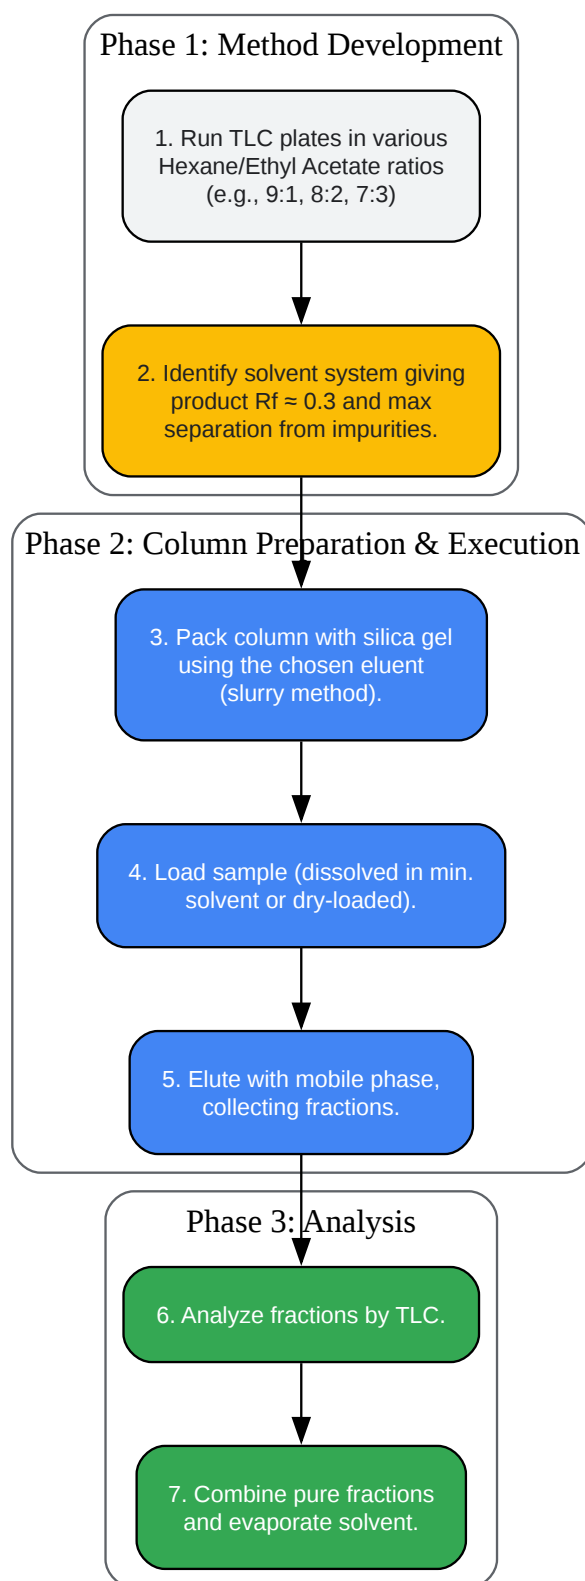 Phase 1: Method Development
1. Run TLC plates in various
Hexane/Ethyl Acetate ratios
(e.g., 9:1, 8:2, 7:3)
2. Identify solvent system giving
product Rf ≈ 0.3 and max
separation from impurities.
Phase 2: Column Preparation & Execution
3. Pack column with silica gel
using the chosen eluent
(slurry method).
4. Load sample (dissolved in min.
solvent or dry-loaded).
5. Elute with mobile phase,
collecting fractions.
Phase 3: Analysis
6. Analyze fractions by TLC.
7. Combine pure fractions
and evaporate solvent.